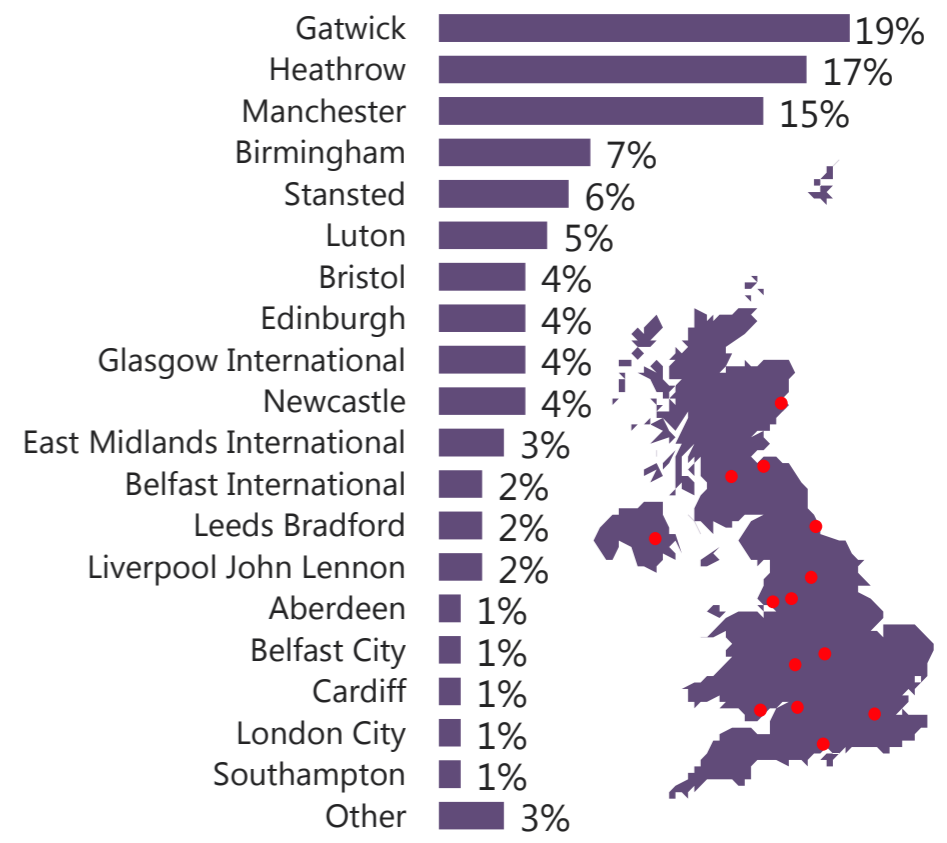 Gatwick 19%
Heathrow 17%
Manchester 15%
Birmingham 7%
Stansted 6%
Luton 5%
Bristol 4%
Edinburgh 4%
Glasgow International 4%
Newcastle 4%
East Midlands International 3%
Belfast International 2%
Leeds Bradford 2%
Liverpool John Lennon 2%
Aberdeen 1%
Belfast City 1%
Cardiff 1%
London City 1%
Southampton 1%
Other 3%